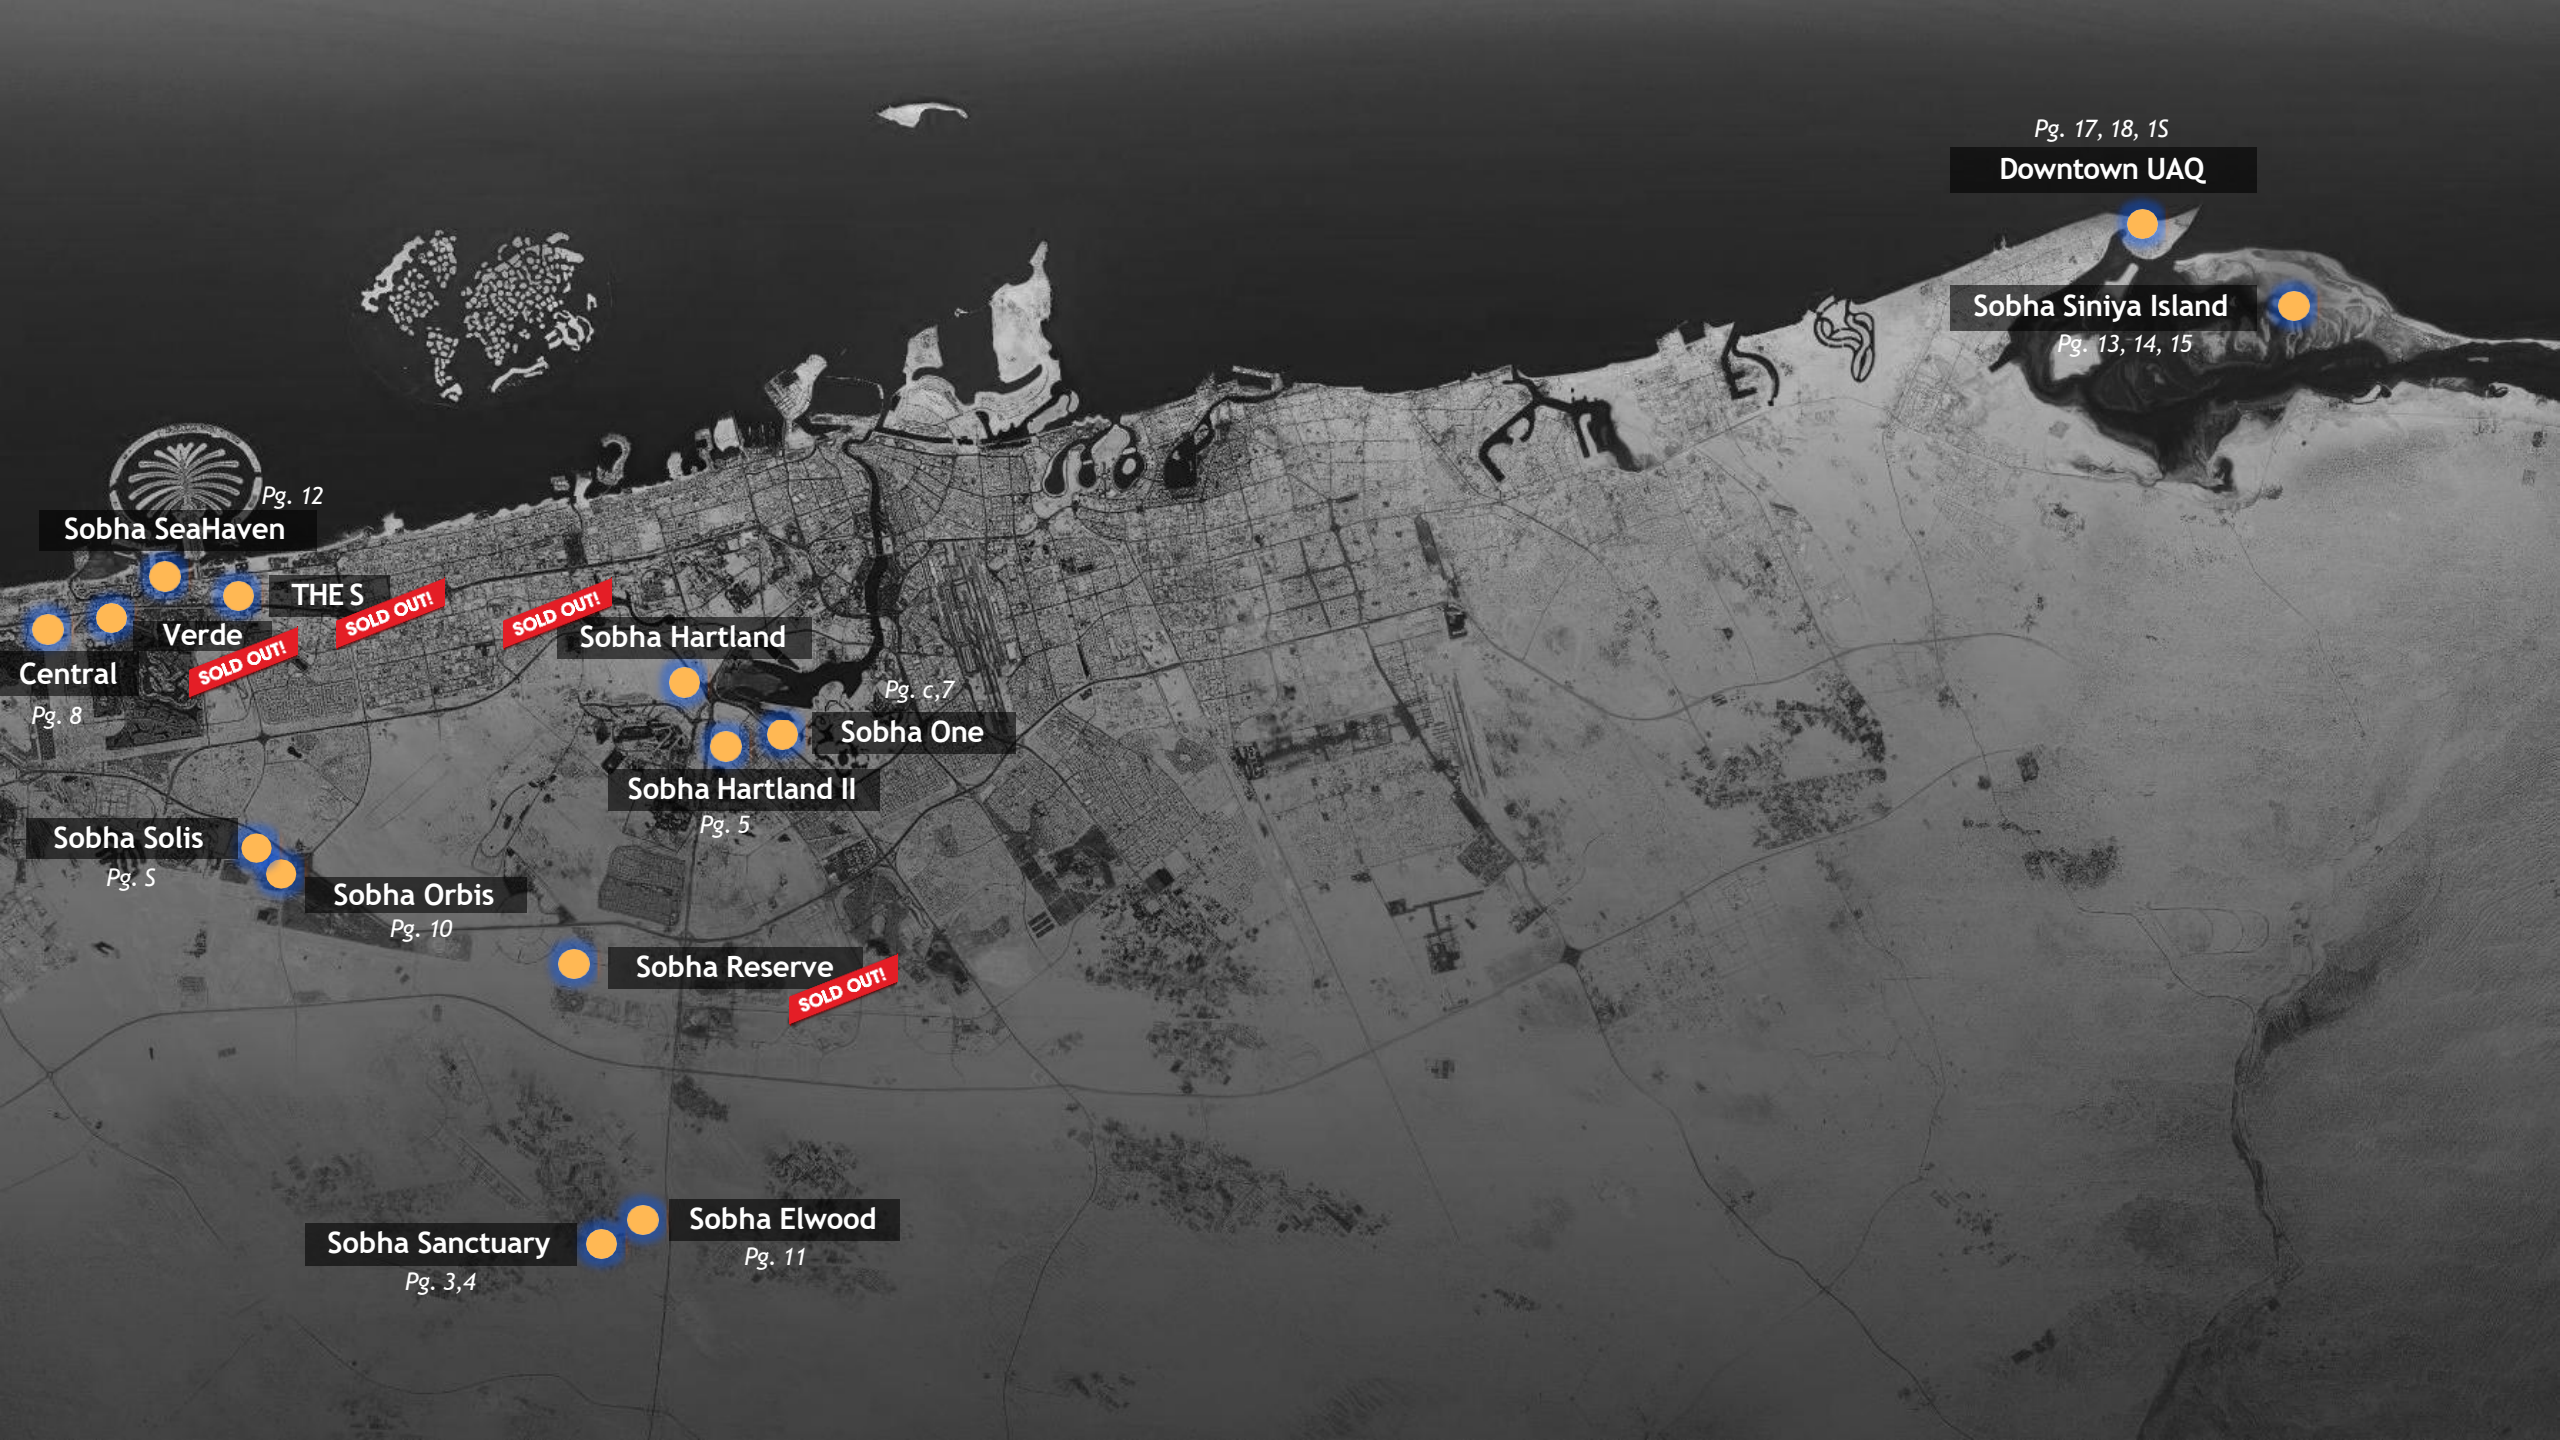 Pg. 17, 18, 1S
Downtown UAQ
Sobha Siniya Island
Pg. 13, 14, 15
Pg. 12
Sobha SeaHaven
THE S
SOLD OUT!
Verde
SOLD OUT!
Central
Pg. 8
SOLD OUT!
Sobha Hartland
Pg. c,7
Sobha One
Sobha Hartland II
Pg. 5
Sobha Solis
Pg. S
Sobha Orbis
Pg. 10
Sobha Reserve
SOLD OUT!
Sobha Elwood
Pg. 11
Sobha Sanctuary
Pg. 3,4